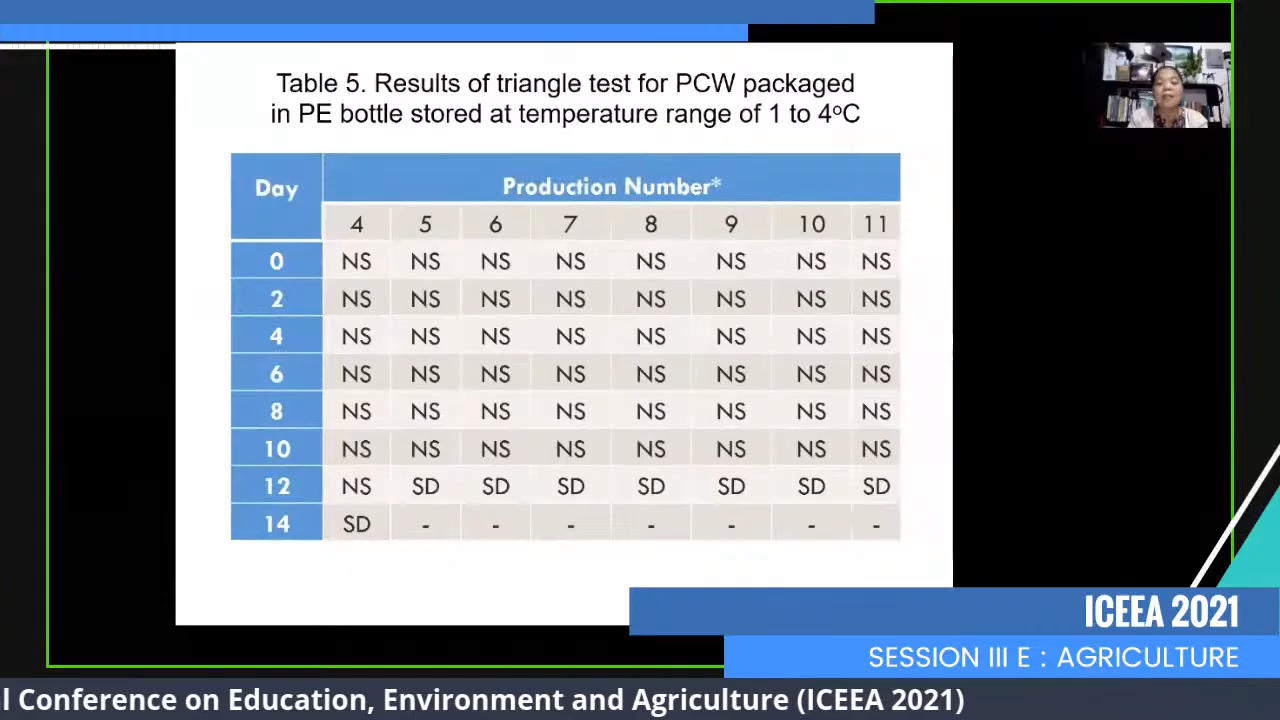 Table 5. Results of triangle test for PCW packaged
in PE bottle stored at temperature range of 1 to 4ºC
Day Production Number*
4 5 6 7 8 9 10 11
0 NS NS NS NS NS NS NS NS
2 NS NS NS NS NS NS NS NS
4 NS NS NS NS NS NS NS NS
6 NS NS NS NS NS NS NS NS
8 NS NS NS NS NS NS NS NS
10 NS NS NS NS NS NS NS NS
12 NS SD SD SD SD SD SD SD
14 SD - - - - - - -
ICEEA 2021
SESSION III E : AGRICULTURE
Conference on Education, Environment and Agriculture (ICEEA 2021)